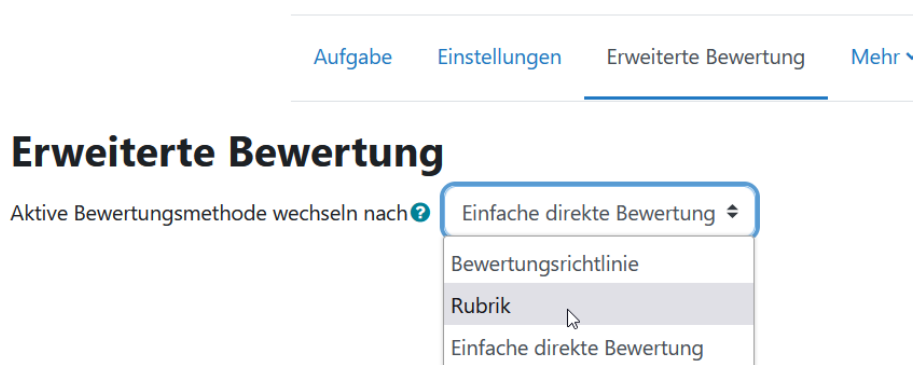 Aufgabe Einstellungen Erweiterte Bewertung Mehr
Erweiterte Bewertung
Aktive Bewertungsmethode wechseln nach ? Einfache direkte Bewertung
Bewertungsrichtlinie
Rubrik
Einfache direkte Bewertung